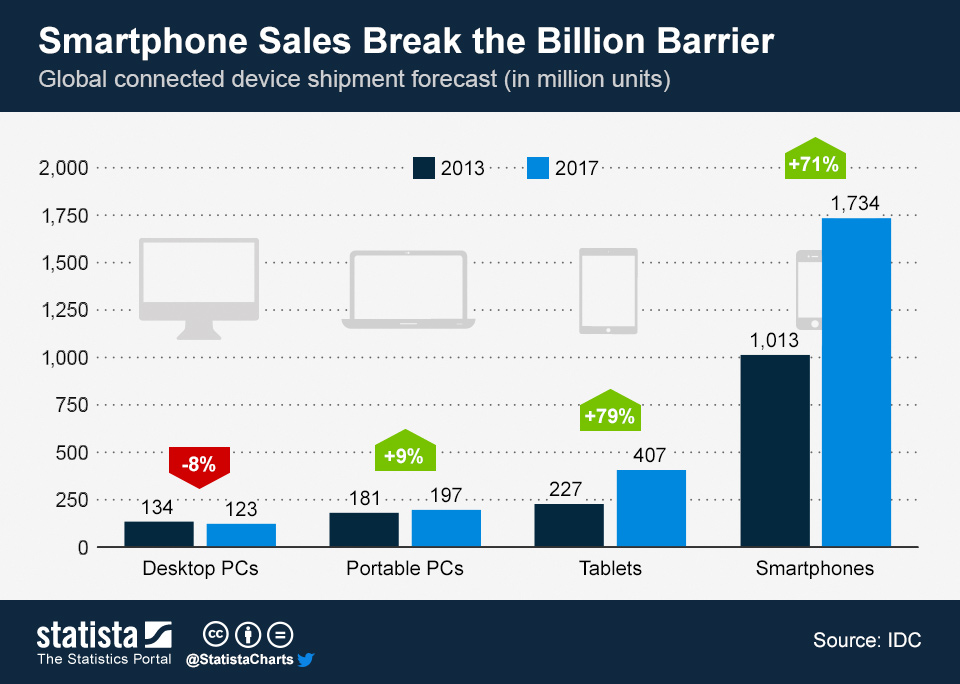 Smartphone Sales Break the Billion Barrier
Global connected device shipment forecast (in million units)
2013 2017
2,000
1,750
1,500
1,250
1,000
750
500
250
0
-8%
134 123
+9%
181 197
+79%
227 407
+71%
1,013 1,734
Desktop PCs Portable PCs Tablets Smartphones
statista
The Statistics Portal
cc
@StatistaCharts
Source: IDC